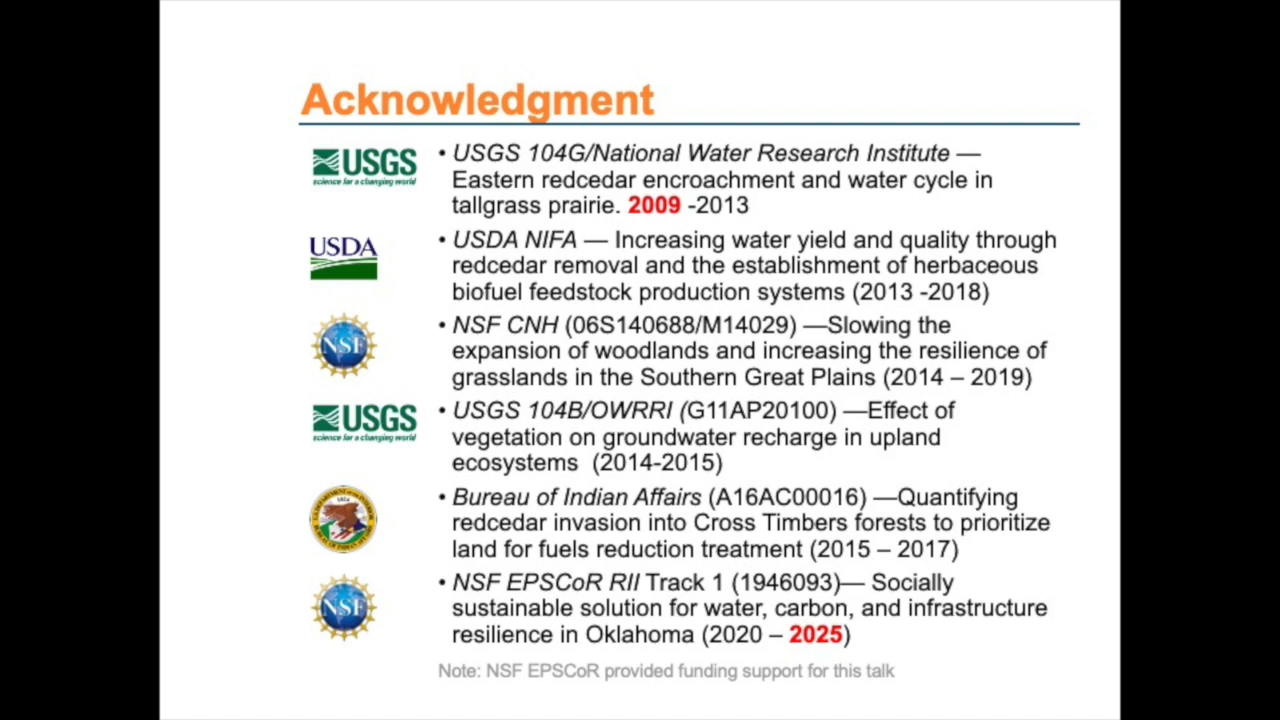 Acknowledgment
USGS
science for a changing world
• USGS 104G/National Water Research Institute —
Eastern redcedar encroachment and water cycle in
tallgrass prairie. 2009 -2013
USDA
• USDA NIFA — Increasing water yield and quality through
redcedar removal and the establishment of herbaceous
biofuel feedstock production systems (2013 -2018)
NSF
• NSF CNH (06S140688/M14029) —Slowing the
expansion of woodlands and increasing the resilience of
grasslands in the Southern Great Plains (2014 – 2019)
USGS
science for a changing world
• USGS 104B/OWRRI (G11AP20100) —Effect of
vegetation on groundwater recharge in upland
ecosystems  (2014-2015)
• Bureau of Indian Affairs (A16AC00016) —Quantifying
redcedar invasion into Cross Timbers forests to prioritize
land for fuels reduction treatment (2015 – 2017)
NSF
• NSF EPSCoR RII Track 1 (1946093)— Socially
sustainable solution for water, carbon, and infrastructure
resilience in Oklahoma (2020 – 2025)
Note: NSF EPSCoR provided funding support for this talk